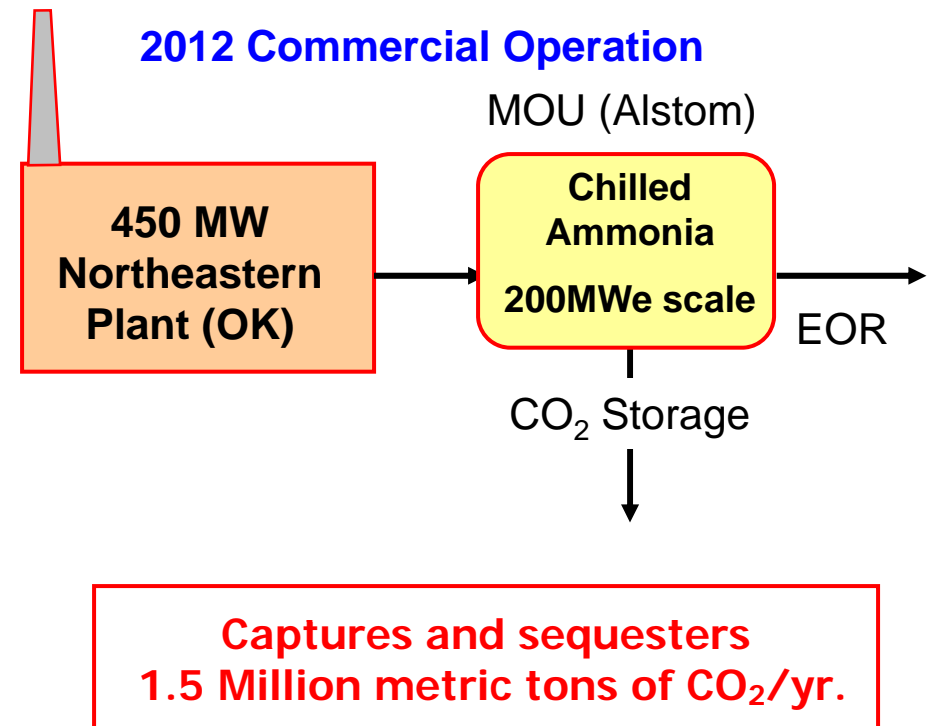 2012 Commercial Operation
MOU (Alstom)
450 MW
Northeastern
Plant (OK)
Chilled
Ammonia
200MWe scale
EOR
CO₂ Storage
Captures and sequesters
1.5 Million metric tons of CO₂/yr.